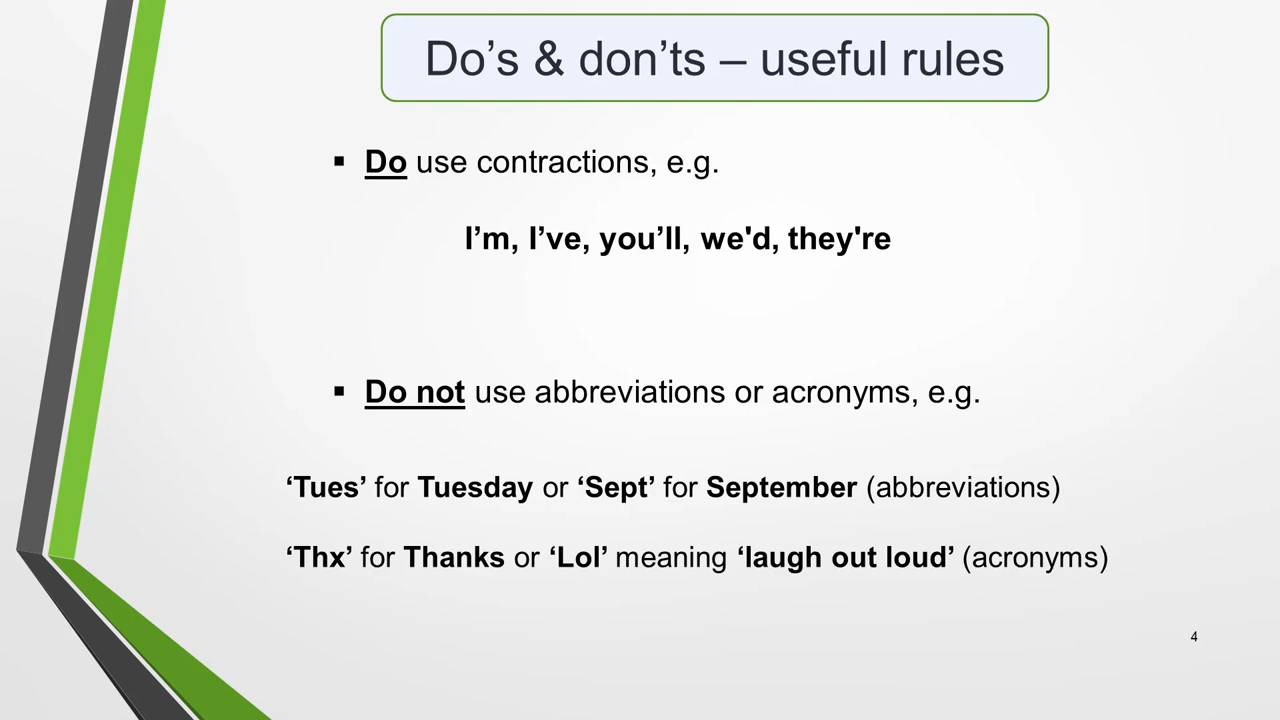 Do’s & don’ts – useful rules
▪ Do use contractions, e.g.
I’m, I’ve, you’ll, we'd, they're
▪ Do not use abbreviations or acronyms, e.g.
‘Tues’ for Tuesday or ‘Sept’ for September (abbreviations)
‘Thx’ for Thanks or ‘Lol’ meaning ‘laugh out loud’ (acronyms)
4